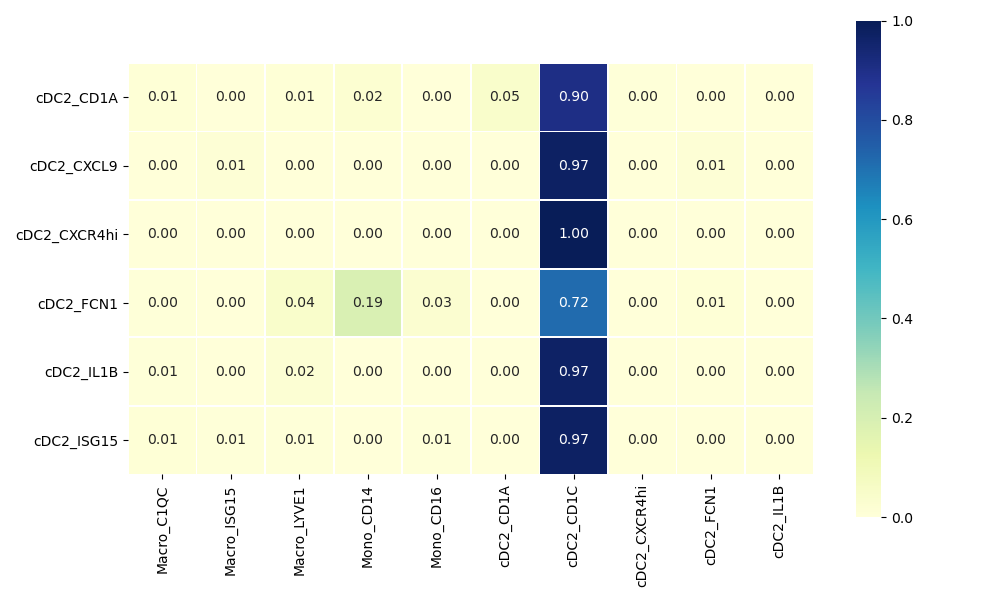 1.0
0.8
0.6
0.4
0.2
0.0
cDC2_CD1A 0.01 0.00 0.01 0.02 0.00 0.05 0.90 0.00 0.00 0.00
cDC2_CXCL9 0.00 0.01 0.00 0.00 0.00 0.00 0.97 0.00 0.01 0.00
cDC2_CXCR4hi 0.00 0.00 0.00 0.00 0.00 0.00 1.00 0.00 0.00 0.00
cDC2_FCN1 0.00 0.00 0.04 0.19 0.03 0.00 0.72 0.00 0.01 0.00
cDC2_IL1B 0.01 0.00 0.02 0.00 0.00 0.00 0.97 0.00 0.00 0.00
cDC2_ISG15 0.01 0.01 0.01 0.00 0.01 0.00 0.97 0.00 0.00 0.00
Macro_C1QC
Macro_ISG15
Macro_LYVE1
Mono_CD14
Mono_CD16
cDC2_CD1A
cDC2_CD1C
cDC2_CXCR4hi
cDC2_FCN1
cDC2_IL1B